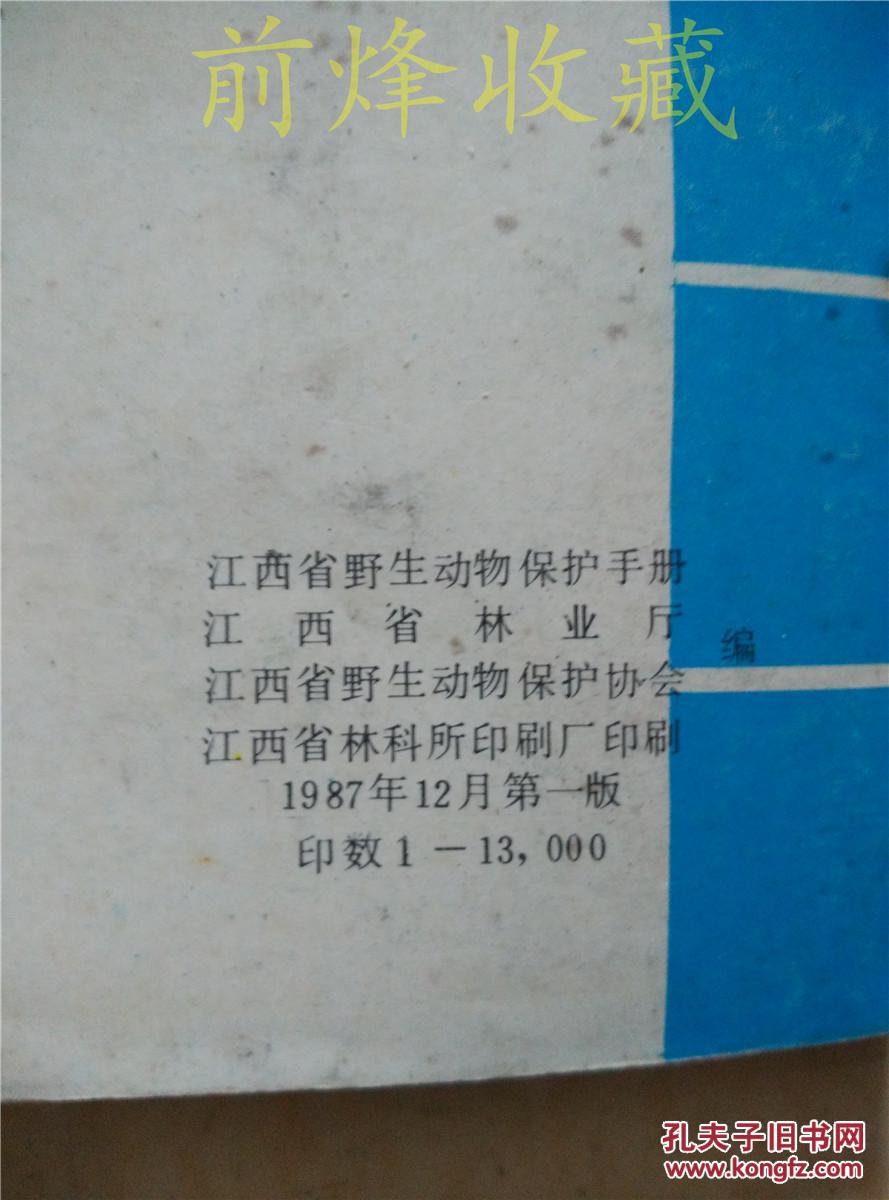 前烽收藏
江西省野生动物保护手册
江西省林业厅
编
江西省野生动物保护协会
江西省林科所印刷厂印刷
1987年12月第一版
印数1-13,000
孔夫子旧书网
www.kongfz.com